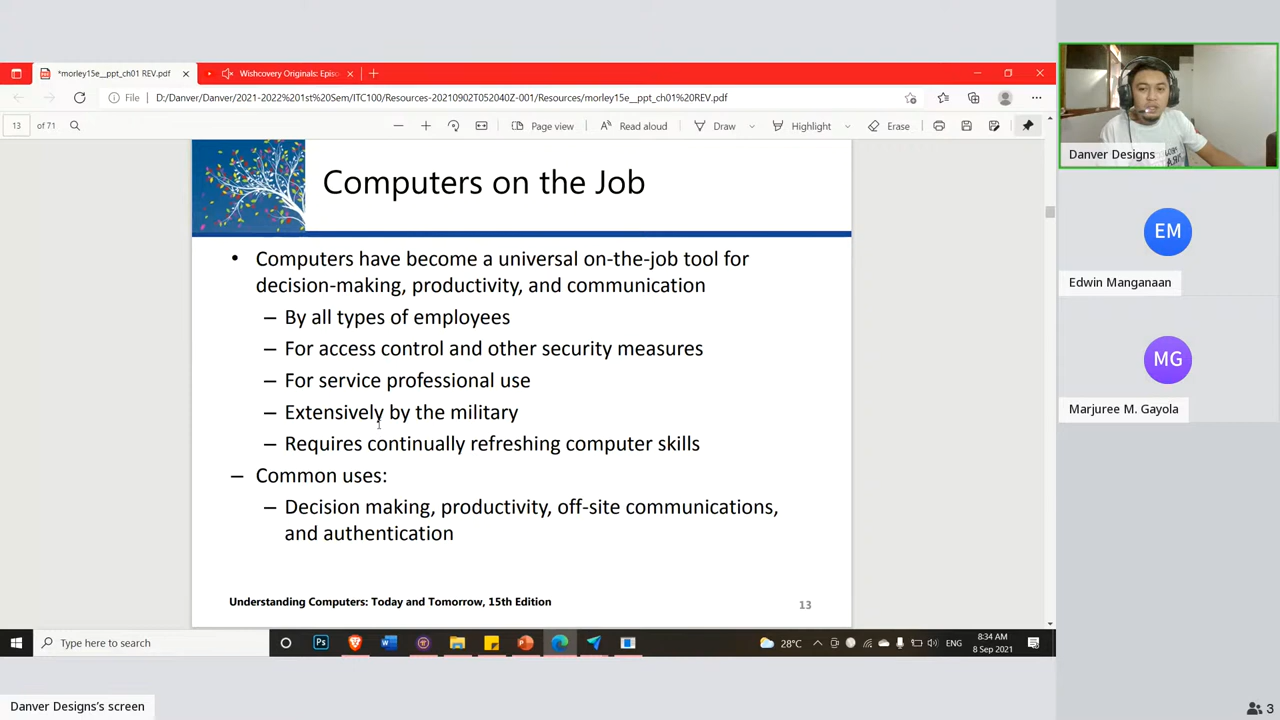 *morley15e__ppt_ch01 REV.pdf
Wishcovery Originals: Epis
File
D:/Danver/Danver/2021-2022%201st%20Sem/ITC100/Resources-20210902T052040Z-001/Resources/morley15e__ppt_ch01%20REV.pdf
13 of 71
Page view
Read aloud
Draw
Highlight
Erase
Computers on the Job
• Computers have become a universal on-the-job tool for
decision-making, productivity, and communication
– By all types of employees
– For access control and other security measures
– For service professional use
– Extensively by the military
– Requires continually refreshing computer skills
– Common uses:
– Decision making, productivity, off-site communications,
and authentication
Understanding Computers: Today and Tomorrow, 15th Edition
13
Type here to search
Ps
28°C
ENG
8:34 AM
8 Sep 2021
Danver Designs's screen
Danver Designs
EM
Edwin Manganaan
MG
Marjuree M. Gayola
3